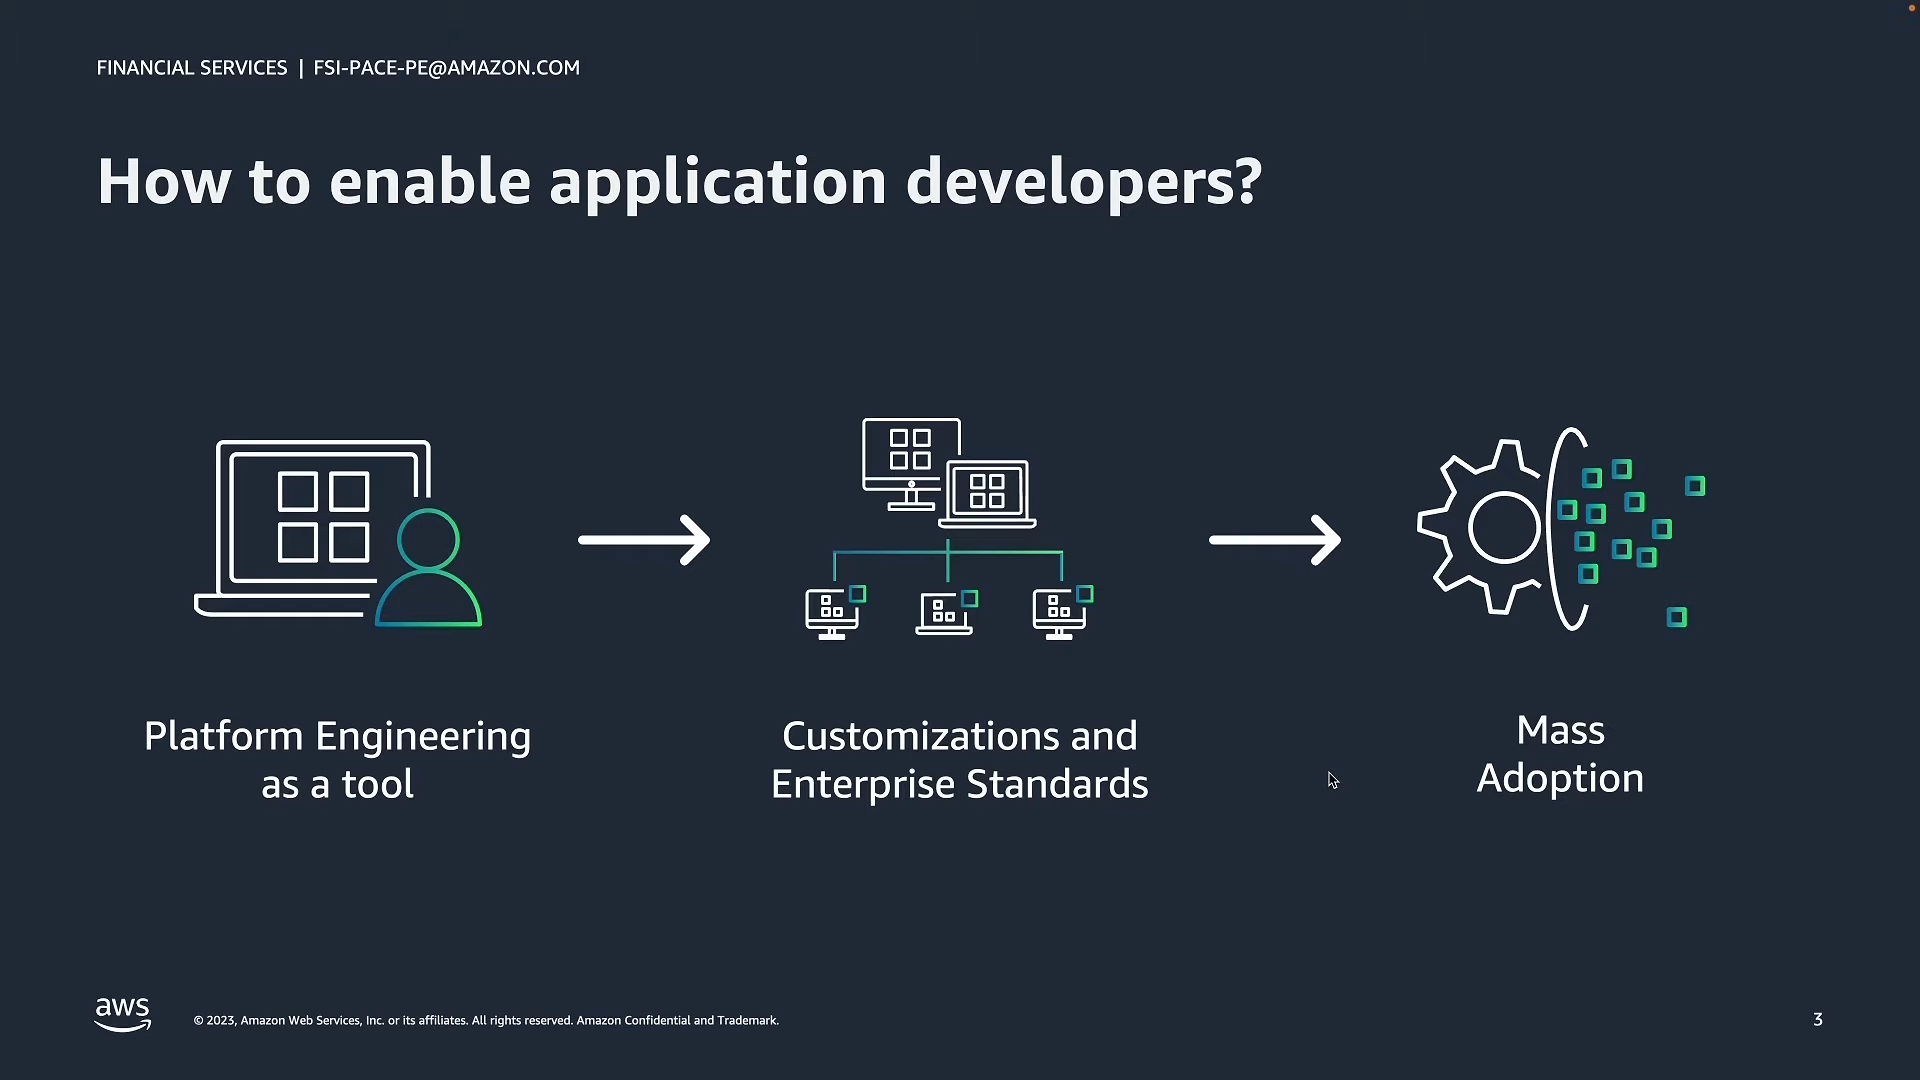 FINANCIAL SERVICES | FSI-PACE-PE@AMAZON.COM
How to enable application developers?
Platform Engineering
as a tool
Customizations and
Enterprise Standards
Mass
Adoption
aws
© 2023, Amazon Web Services, Inc. or its affiliates. All rights reserved. Amazon Confidential and Trademark.
3